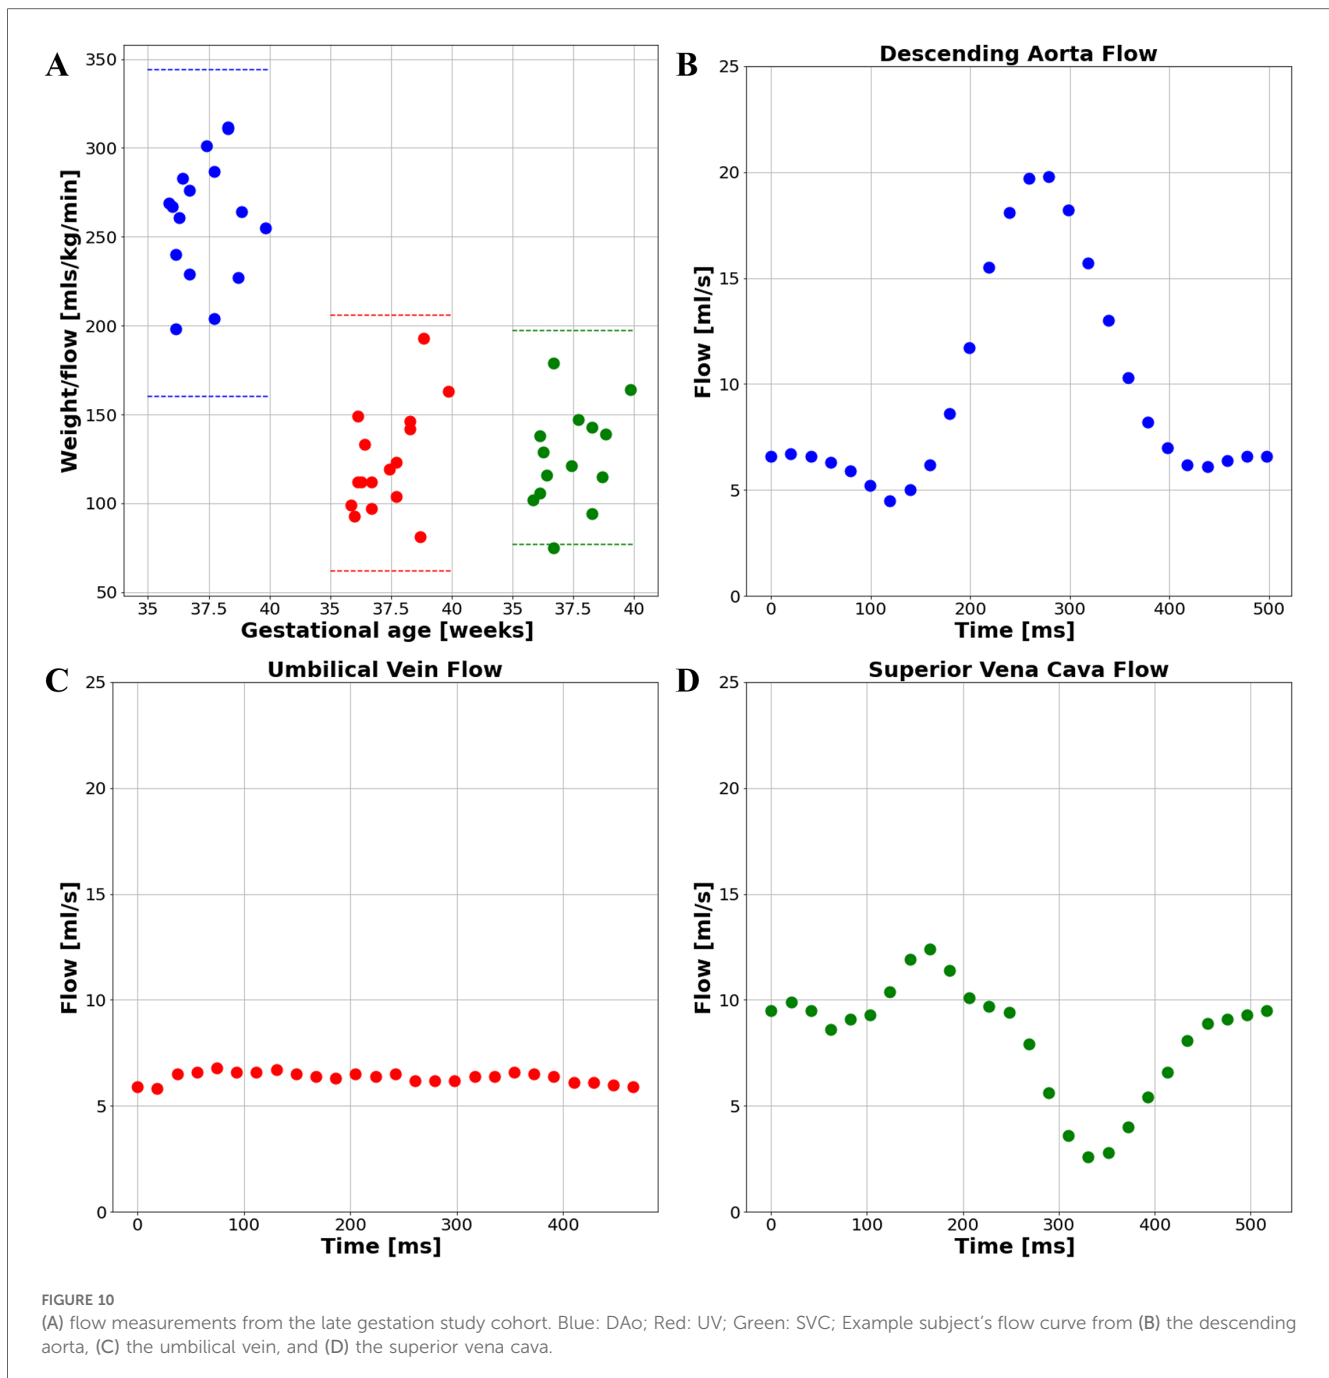 A
350
300
250
200
150
100
50
35 37.5 40 35 37.5 40 35 37.5 40
Weight/flow [mls/kg/min]
Gestational age [weeks]
B
Descending Aorta Flow
25
20
15
10
5
0
0 100 200 300 400 500
Flow [ml/s]
Time [ms]
C
Umbilical Vein Flow
25
20
15
10
5
0
0 100 200 300 400
Flow [ml/s]
Time [ms]
D
Superior Vena Cava Flow
25
20
15
10
5
0
0 100 200 300 400 500
Flow [ml/s]
Time [ms]
FIGURE 10
(A) flow measurements from the late gestation study cohort. Blue: DAo; Red: UV; Green: SVC; Example subject's flow curve from (B) the descending
aorta, (C) the umbilical vein, and (D) the superior vena cava.